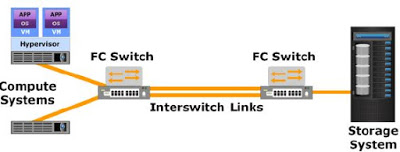 APP APP
OS OS
VM VM
Hypervisor
FC Switch
FC Switch
Compute
Systems
Interswitch Links
Storage
System